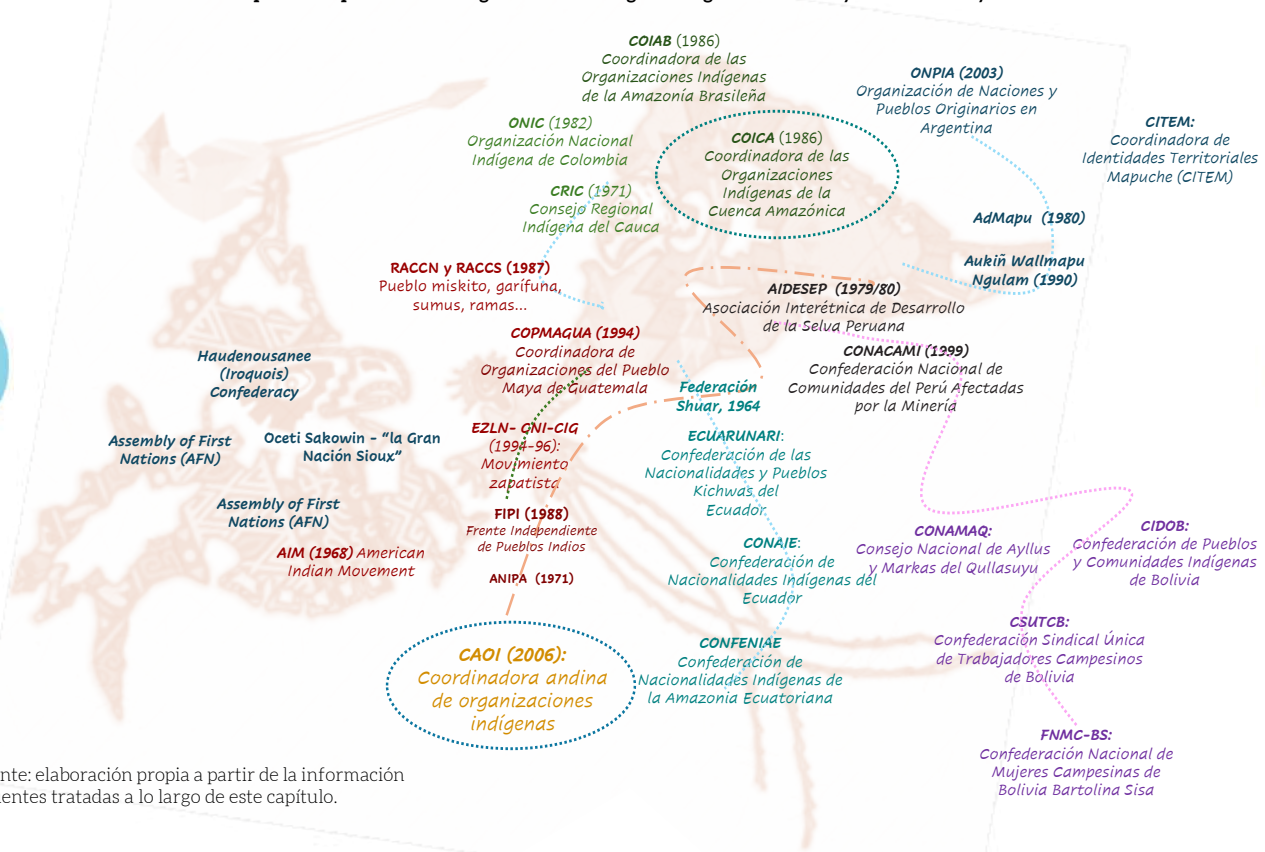 COIAB (1986)
Coordinadora de las
Organizaciones Indígenas
de la Amazonía Brasileña
ONPIA (2003)
Organización de Naciones y
Pueblos Originarios en
Argentina
CITEM:
Coordinadora de
Identidades Territoriales
Mapuche (CITEM)
ONIC (1982)
Organización Nacional
Indígena de Colombia
COICA (1986)
Coordinadora de las
Organizaciones
Indígenas de la
Cuenca Amazónica
CRIC (1971)
Consejo Regional
Indígena del Cauca
AdMapu (1980)
Aukiñ Wallmapu
Ngulam (1990)
RACCN y RACCS (1987)
Pueblo miskito, garífuna,
sumus, ramas...
AIDESEP (1979/80)
Asociación Interétnica de Desarrollo
de la Selva Peruana
COPMAGUA (1994)
Coordinadora de
Organizaciones del Pueblo
Maya de Guatemala
CONACAMI (1999)
Confederación Nacional de
Comunidades del Perú Afectadas
por la Minería
Haudenousanee
(Iroquois)
Confederacy
Federación
Shuar, 1964
Assembly of First
Nations (AFN)
Oceti Sakowin - “la Gran
Nación Sioux”
EZLN- CNI-CIG
(1994-96):
Movimiento
zapatista
ECUARUNARI:
Confederación de las
Nacionalidades y Pueblos
Kichwas del
Ecuador
Assembly of First
Nations (AFN)
FIPI (1988)
Frente Independiente
de Pueblos Indios
AIM (1968) American
Indian Movement
ANIPA (1971)
CONAIE:
Confederación de
Nacionalidades Indígenas del
Ecuador
CONAMAQ:
Consejo Nacional de Ayllus
y Markas del Qullasuyu
CIDOB:
Confederación de Pueblos
y Comunidades Indígenas
de Bolivia
CAOI (2006):
Coordinadora andina
de organizaciones
indígenas
CONFENIAE
Confederación de
Nacionalidades Indígenas de
la Amazonia Ecuatoriana
CSUTCB:
Confederación Sindical Única
de Trabajadores Campesinos
de Bolivia
FNMC-BS:
Confederación Nacional de
Mujeres Campesinas de
Bolivia Bartolina Sisa
nte: elaboración propia a partir de la información
entes tratadas a lo largo de este capítulo.